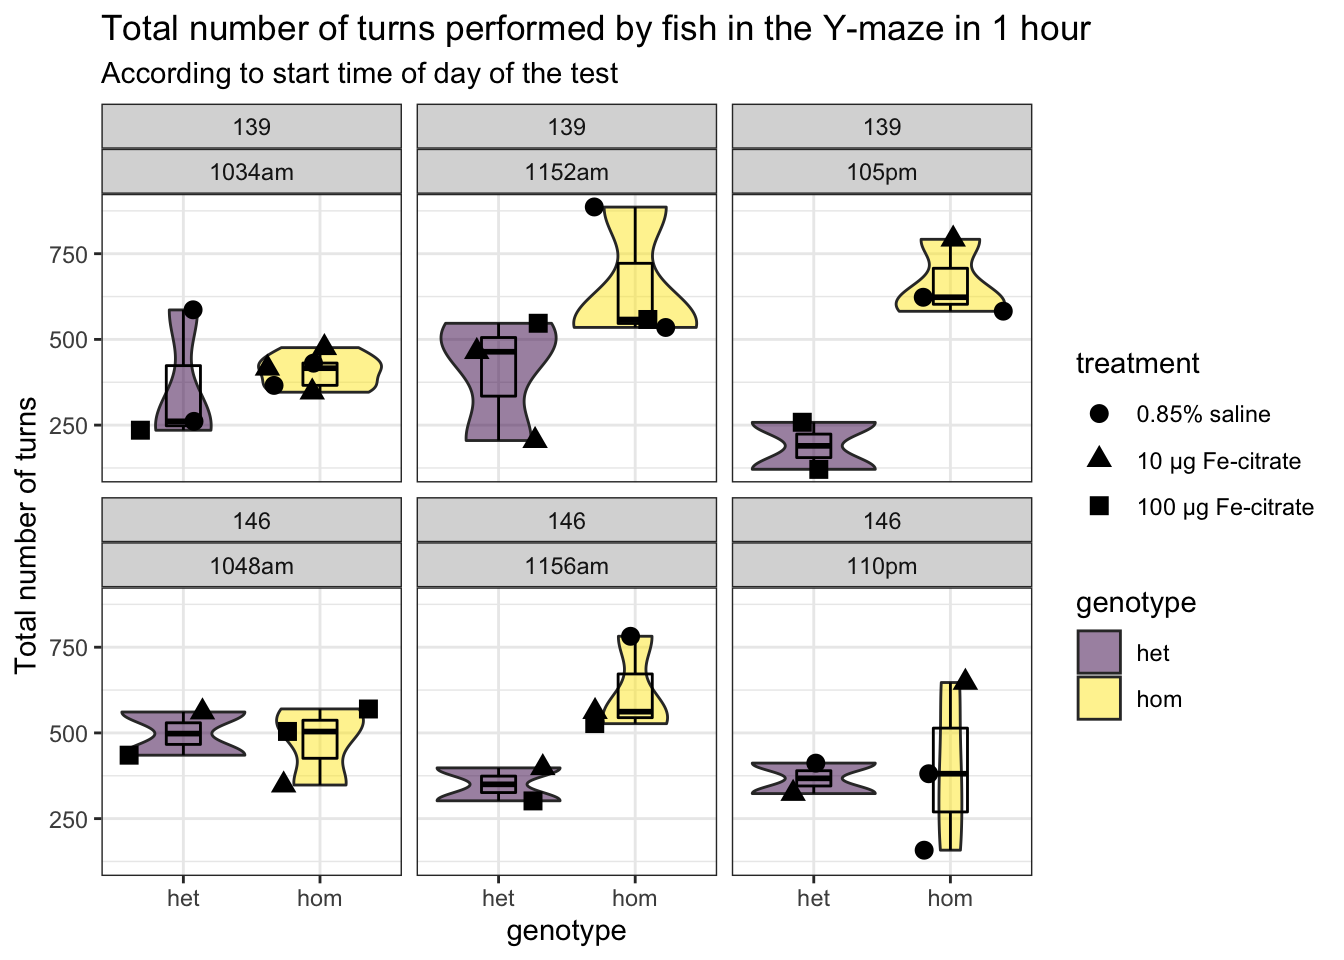 Total number of turns performed by fish in the Y-maze in 1 hour
According to start time of day of the test
139
139
139
1034am
1152am
105pm
750
500
250
146
146
146
1048am
1156am
110pm
750
500
250
het
hom
het
hom
het
hom
genotype
Total number of turns
treatment
0.85% saline
10 µg Fe-citrate
100 µg Fe-citrate
genotype
het
hom